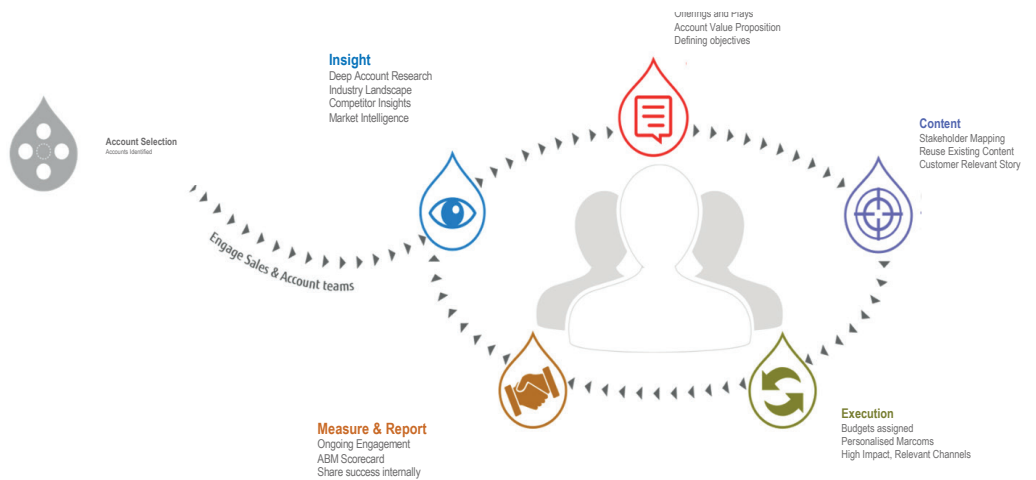 Offerings and Plays
Account Value Proposition
Defining objectives
Insight
Deep Account Research
Industry Landscape
Competitor Insights
Market Intelligence
Account Selection
Accounts Identified
Content
Stakeholder Mapping
Reuse Existing Content
Customer Relevant Story
Engage Sales & Account teams
Measure & Report
Ongoing Engagement
ABM Scorecard
Share success internally
Execution
Budgets assigned
Personalised Marcoms
High Impact, Relevant Channels